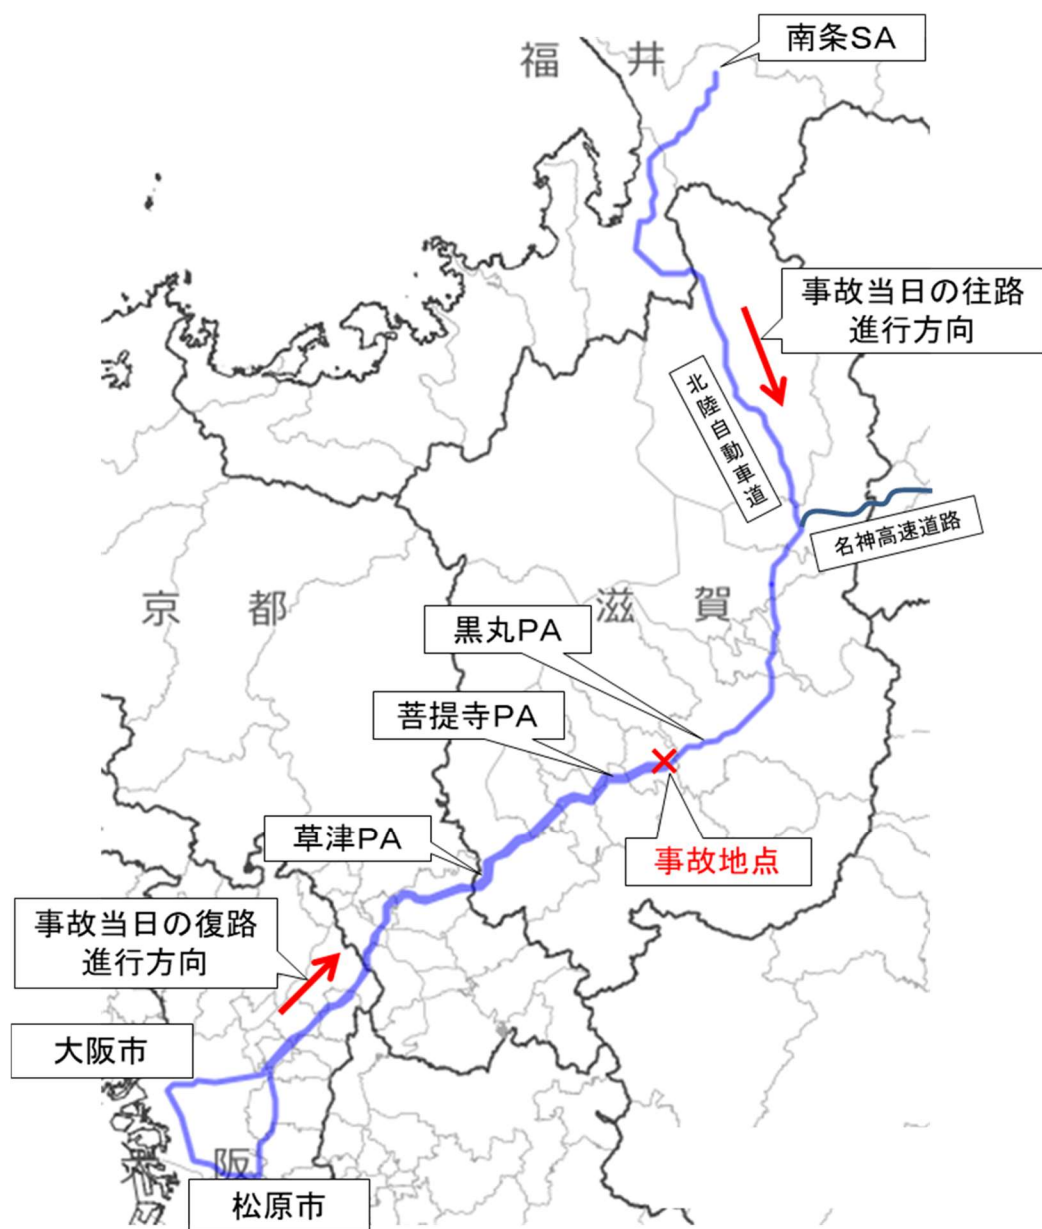 南条SA
福井
事故当日の往路
進行方向
北陸自動車道
名神高速道路
京都
滋賀
黒丸PA
菩提寺PA
草津PA
事故地点
事故当日の復路
進行方向
大阪市
阪
松原市